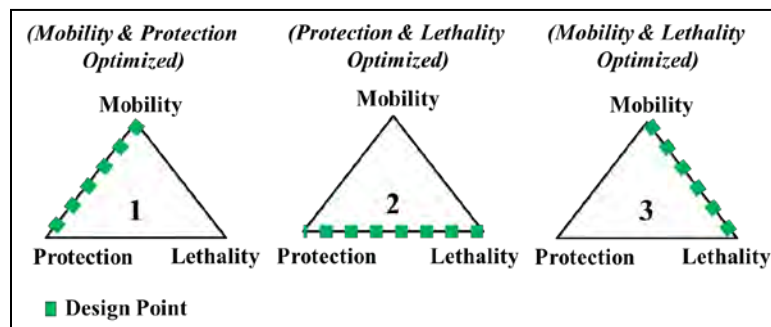 (Mobility & Protection
Optimized)
(Protection & Lethality
Optimized)
(Mobility & Lethality
Optimized)
Mobility
1
Protection Lethality
Mobility
2
Protection Lethality
Mobility
3
Protection Lethality
Design Point